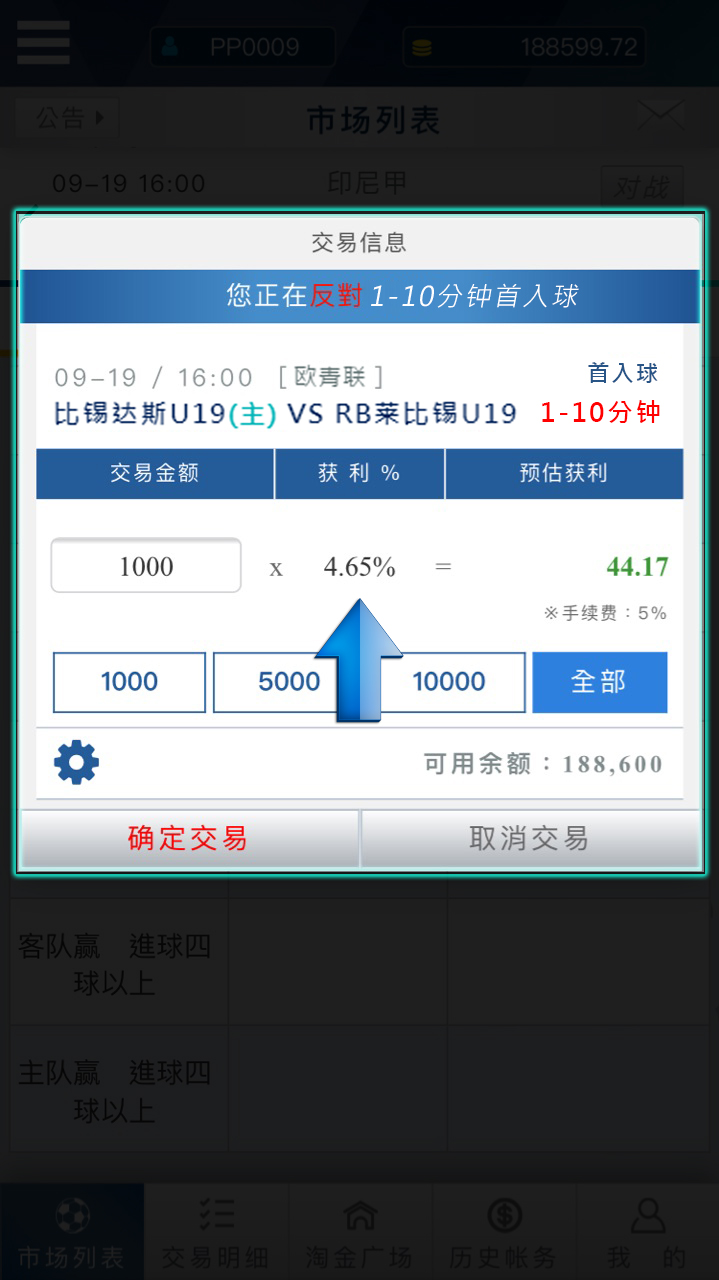 PP0009 188599.72
公告 市场列表
09-19 16:00 印尼甲 对战
交易信息
您正在反對 1-10分钟首入球
09-19 / 16:00 [欧青联] 首入球
比锡达斯U19(主) VS RB莱比锡U19 1-10分钟
交易金额 获 利 % 预估获利
1000 x 4.65% = 44.17
※手续费：5%
1000 5000 10000 全部
可用余额：188,600
确定交易 取消交易
客队赢 進球四
球以上
主队赢 進球四
球以上
市场列表 交易明细 淘金广场 历史帐务 我 的